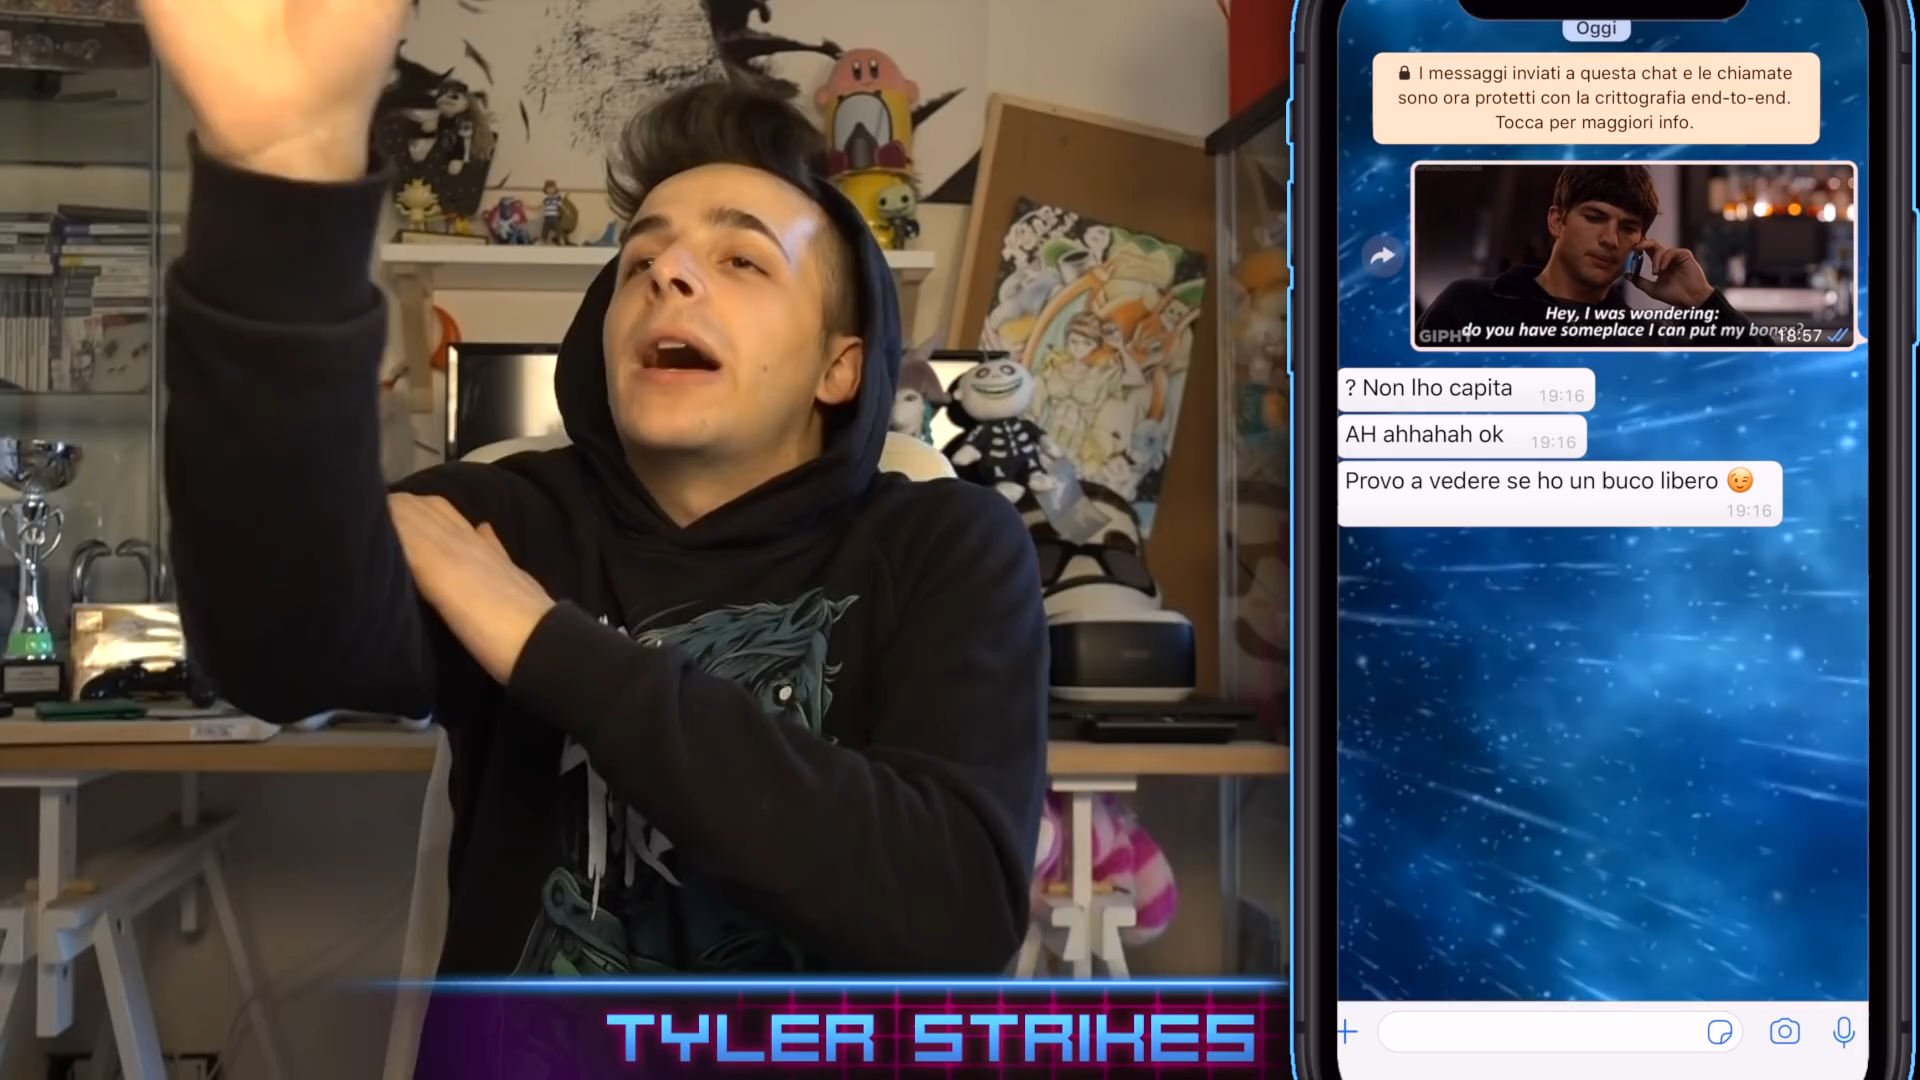 Oggi
I messaggi inviati a questa chat e le chiamate
sono ora protetti con la crittografia end-to-end.
Tocca per maggiori info.
Hey, I was wondering:
do you have someplace I can put my
GIPHY
18:57
? Non lho capita
19:16
AH ahhahah ok
19:16
Provo a vedere se ho un buco libero 😉
19:16
TYLER STRIKES